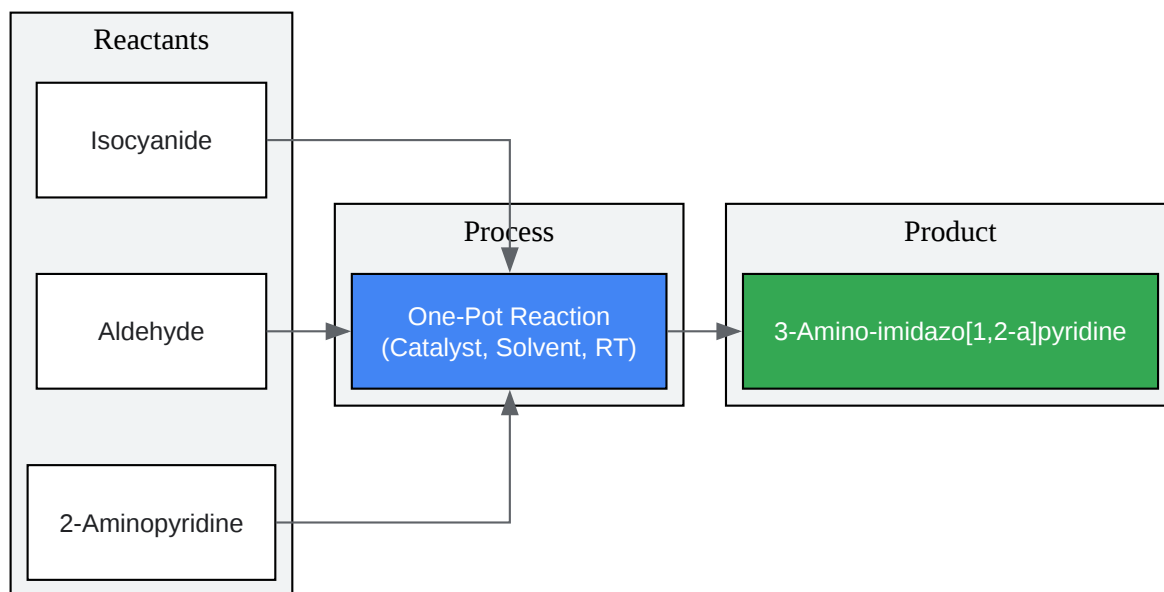 Reactants
Isocyanide
Aldehyde
2-Aminopyridine
Process
One-Pot Reaction
(Catalyst, Solvent, RT)
Product
3-Amino-imidazo[1,2-a]pyridine